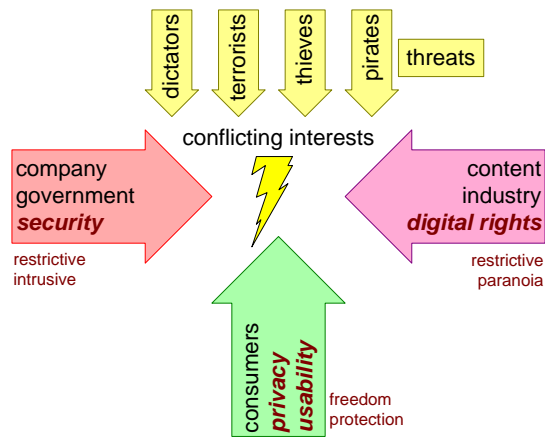 dictators
terrorists
thieves
pirates
threats
conflicting interests
company
government
security
restrictive
intrusive
content
industry
digital rights
restrictive
paranoia
consumers
privacy
usability
freedom
protection